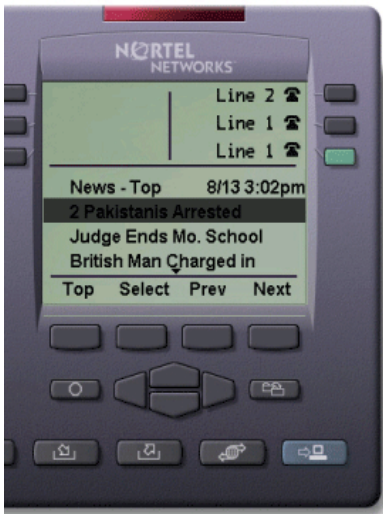 NORTEL
NETWORKS
Line 2
Line 1
Line 1
News - Top 8/13 3:02pm
2 Pakistanis Arrested
Judge Ends Mo. School
British Man Charged in
Top Select Prev Next